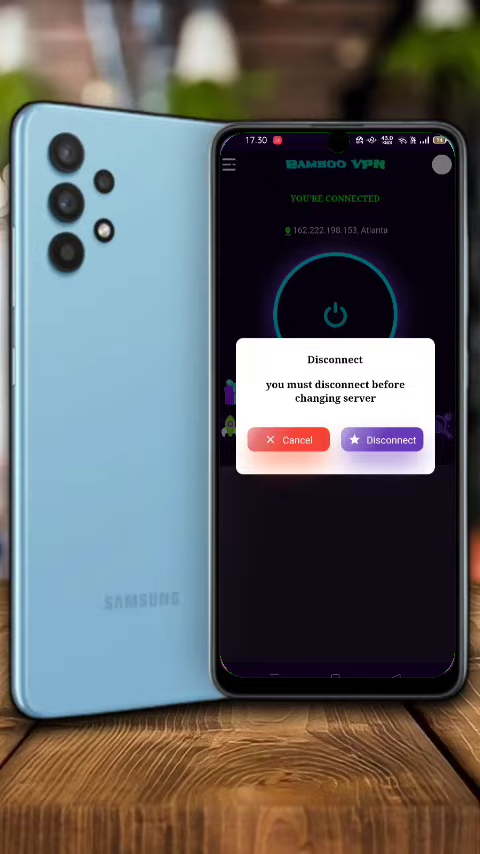 17.30
BAMBOO VPN
YOU'RE CONNECTED
162.222.198.153, Atlanta
Disconnect
you must disconnect before
changing server
Cancel
Disconnect
SAMSUNG